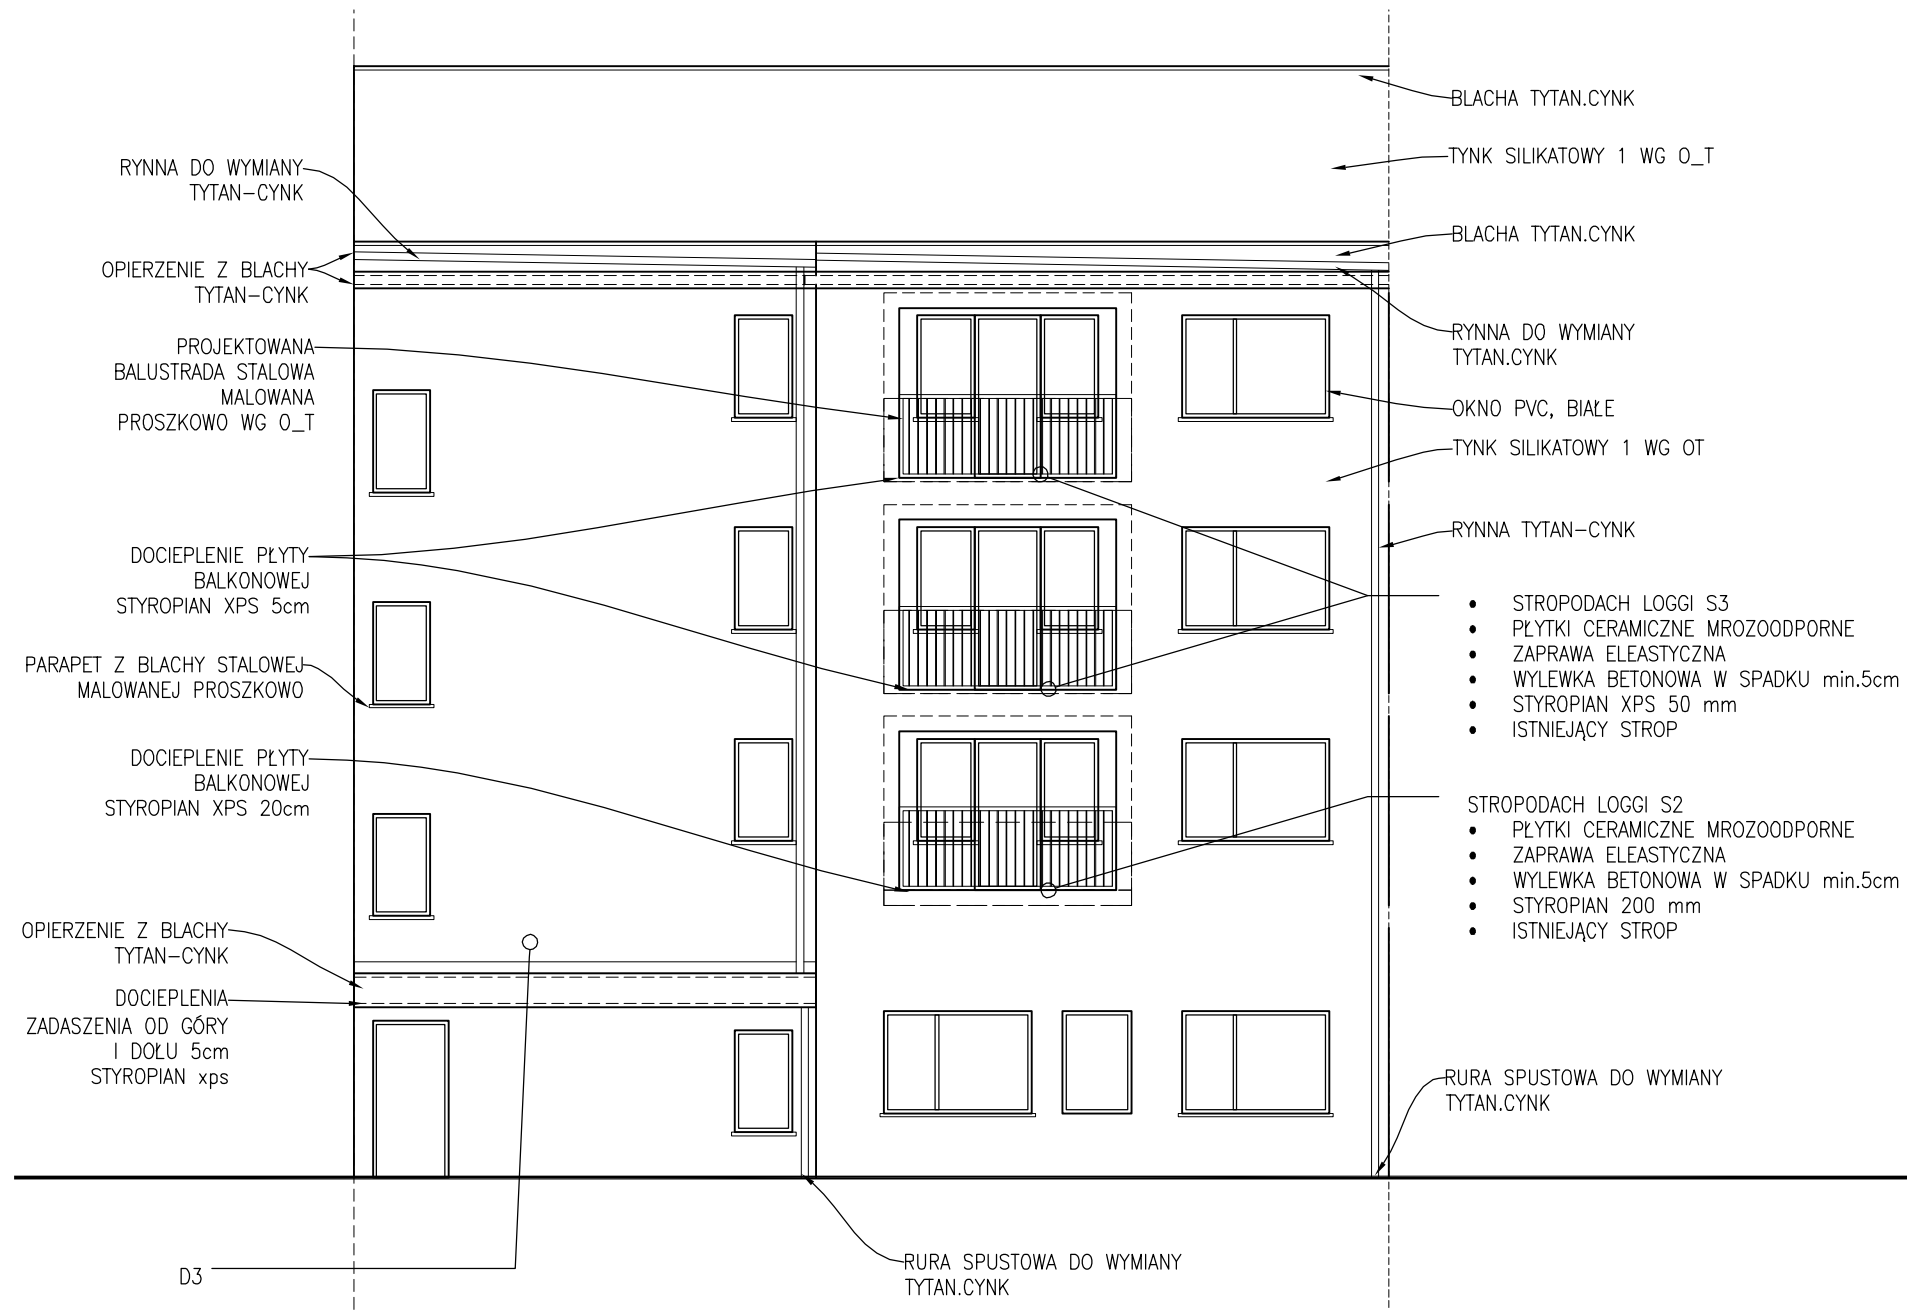 RYNNA DO WYMIANY
TYTAN-CYNK
OPIERZENIE Z BLACHY
TYTAN-CYNK
PROJEKTOWANA
BALUSTRADA STALOWA
MALOWANA
PROSZKOWO WG O_T
DOCIEPLENIE PŁYTY
BALKONOWEJ
STYROPIAN XPS 5cm
PARAPET Z BLACHY STALOWEJ
MALOWANEJ PROSZKOWO
DOCIEPLENIE PŁYTY
BALKONOWEJ
STYROPIAN XPS 20cm
OPIERZENIE Z BLACHY
TYTAN-CYNK
DOCIEPLENIA
ZADASZENIA OD GÓRY
I DOŁU 5cm
STYROPIAN xps
D3
BLACHA TYTAN.CYNK
TYNK SILIKATOWY 1 WG O_T
BLACHA TYTAN.CYNK
RYNNA DO WYMIANY
TYTAN.CYNK
OKNO PVC, BIAŁE
TYNK SILIKATOWY 1 WG OT
RYNNA TYTAN-CYNK
• STROPODACH LOGGI S3
• PŁYTKI CERAMICZNE MROZOODPORNE
• ZAPRAWA ELEASTYCZNA
• WYLEWKA BETONOWA W SPADKU min.5cm
• STYROPIAN XPS 50 mm
• ISTNIEJĄCY STROP
STROPODACH LOGGI S2
• PŁYTKI CERAMICZNE MROZOODPORNE
• ZAPRAWA ELEASTYCZNA
• WYLEWKA BETONOWA W SPADKU min.5cm
• STYROPIAN 200 mm
• ISTNIEJĄCY STROP
RURA SPUSTOWA DO WYMIANY
TYTAN.CYNK
RURA SPUSTOWA DO WYMIANY
TYTAN.CYNK